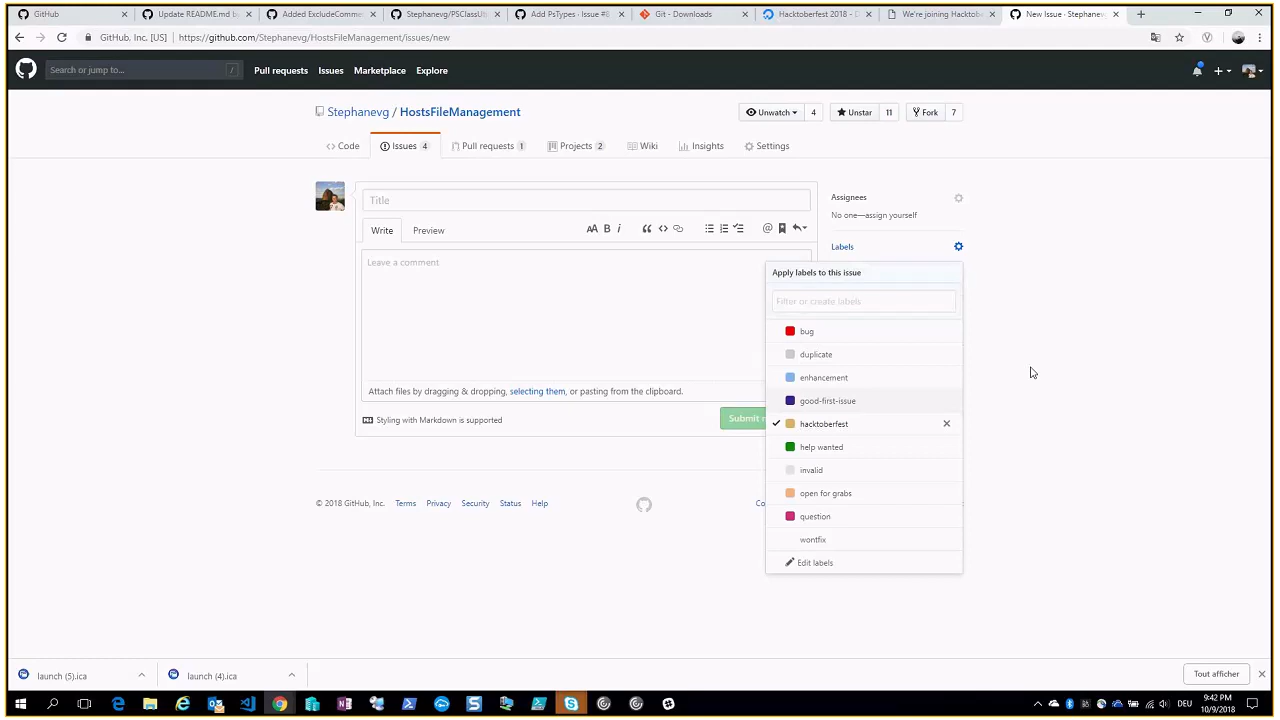 GitHub
Update README.md b
Added ExcludeComme
Stephanevg/PSClassUti
Add PsTypes · Issue #8
Git - Downloads
Hacktoberfest 2018 - D
We're joining Hacktob
New Issue · Stephanev
GitHub, Inc. [US] https://github.com/Stephanevg/HostsFileManagement/issues/new
Search or jump to... /
Pull requests Issues Marketplace Explore
Stephanevg / HostsFileManagement
Unwatch 4 Unstar 11 Fork 7
Code Issues 4 Pull requests 1 Projects 2 Wiki Insights Settings
Title
Assignees
No one—assign yourself
Write Preview
AA B i
Labels
Leave a comment
Apply labels to this issue
Filter or create labels
bug
duplicate
enhancement
good-first-issue
hacktoberfest
help wanted
invalid
open for grabs
question
wontfix
Edit labels
Attach files by dragging & dropping, selecting them, or pasting from the clipboard.
Styling with Markdown is supported
Submit
© 2018 GitHub, Inc. Terms Privacy Security Status Help
Co
launch (5).ica
launch (4).ica
Tout afficher
DEU
9:42 PM
10/9/2018